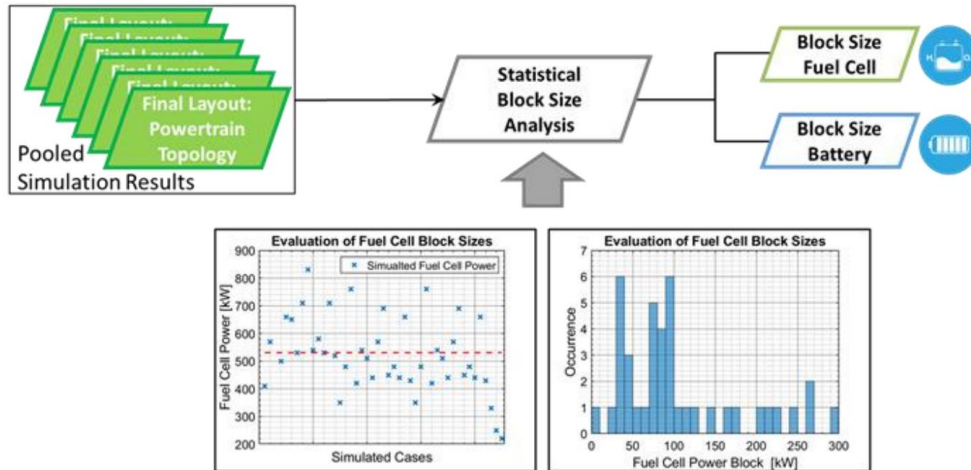 Final Layout:
Final Layout:
Final Layout:
Final Layout:
Final Layout:
Final Layout:
Powertrain
Topology
Pooled
Simulation Results
Statistical
Block Size
Analysis
Block Size
Fuel Cell
H₂
Block Size
Battery
Evaluation of Fuel Cell Block Sizes
Simualted Fuel Cell Power
900
800
700
600
500
400
300
200
Fuel Cell Power [kW]
Simulated Cases
Evaluation of Fuel Cell Block Sizes
7
6
5
4
3
2
1
0
Occurrence
0 50 100 150 200 250 300
Fuel Cell Power Block [kW]